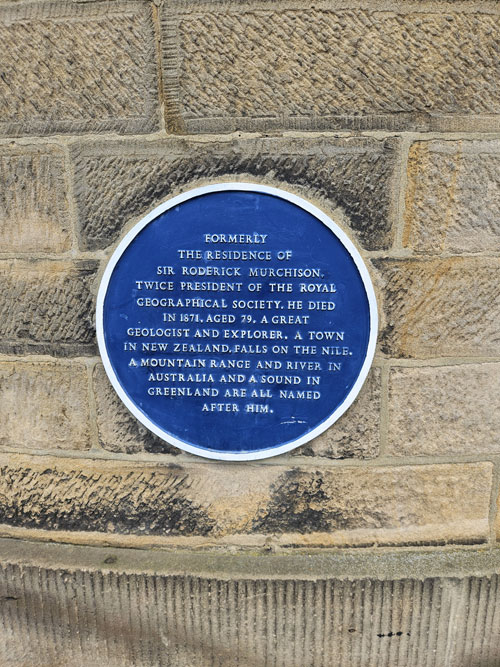 FORMERLY
THE RESIDENCE OF
SIR RODERICK MURCHISON.
TWICE PRESIDENT OF THE ROYAL
GEOGRAPHICAL SOCIETY. HE DIED
IN 1871, AGED 79, A GREAT
GEOLOGIST AND EXPLORER. A TOWN
IN NEW ZEALAND, FALLS ON THE NILE,
A MOUNTAIN RANGE AND RIVER IN
AUSTRALIA AND A SOUND IN
GREENLAND ARE ALL NAMED
AFTER HIM.